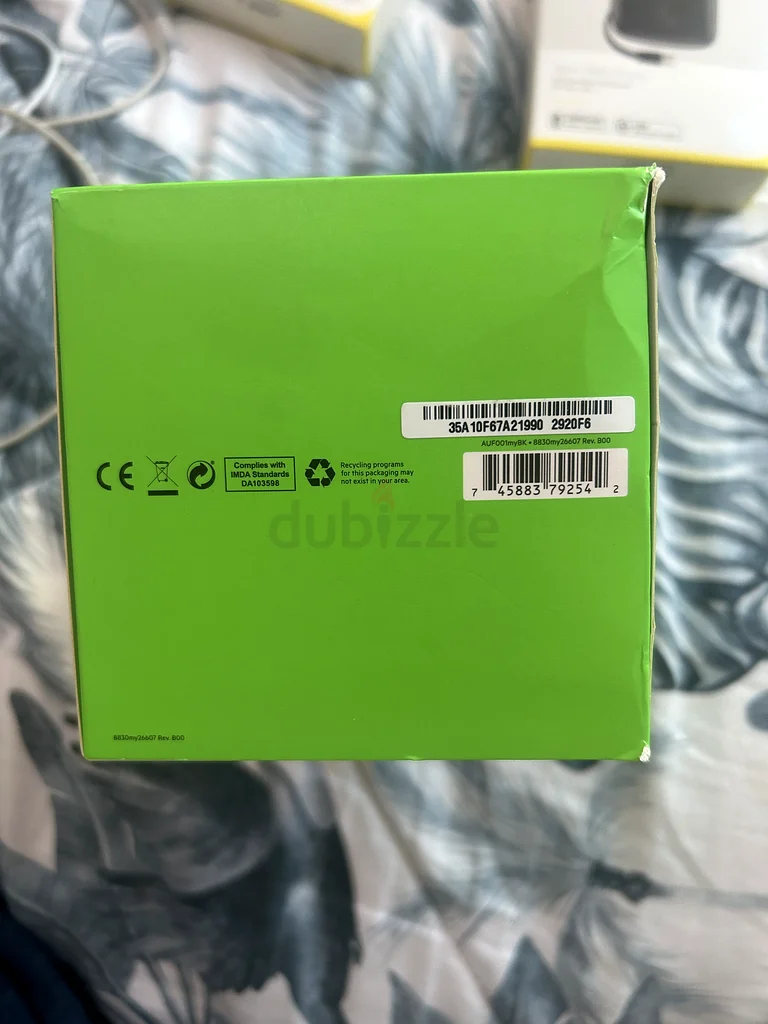 35A10F67A21990 2920F6
AUF001myBK • 8830my26607 Rev. B00
7 45883 79254 2
CE
Complies with
IMDA Standards
DA103598
Recycling programs
for this packaging may
not exist in your area.
dubizzle
8830my26607 Rev. B00